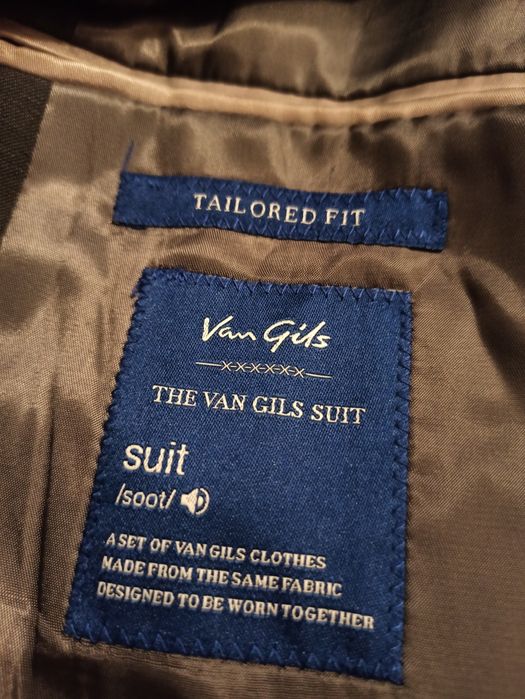 TAILORED FIT
Van Gils
—x-x-x-x-x-x—
THE VAN GILS SUIT
suit
/soot/
A SET OF VAN GILS CLOTHES
MADE FROM THE SAME FABRIC
DESIGNED TO BE WORN TOGETHER